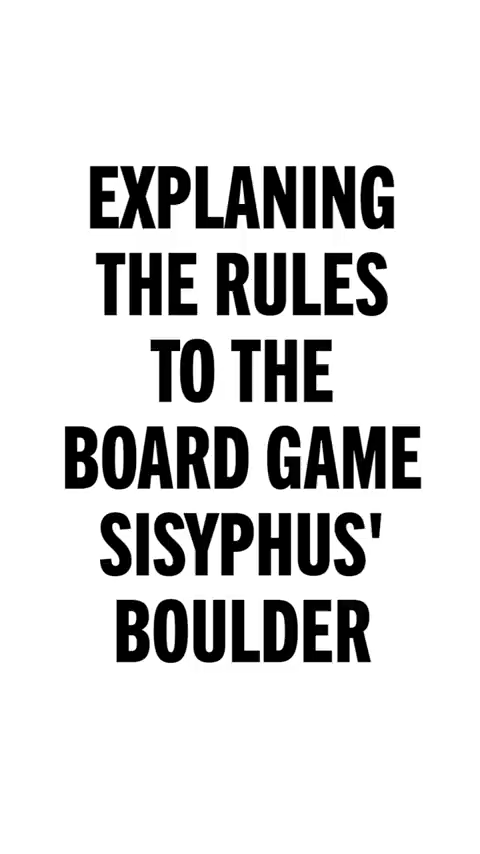 EXPLANING
THE RULES
TO THE
BOARD GAME
SISYPHUS'
BOULDER